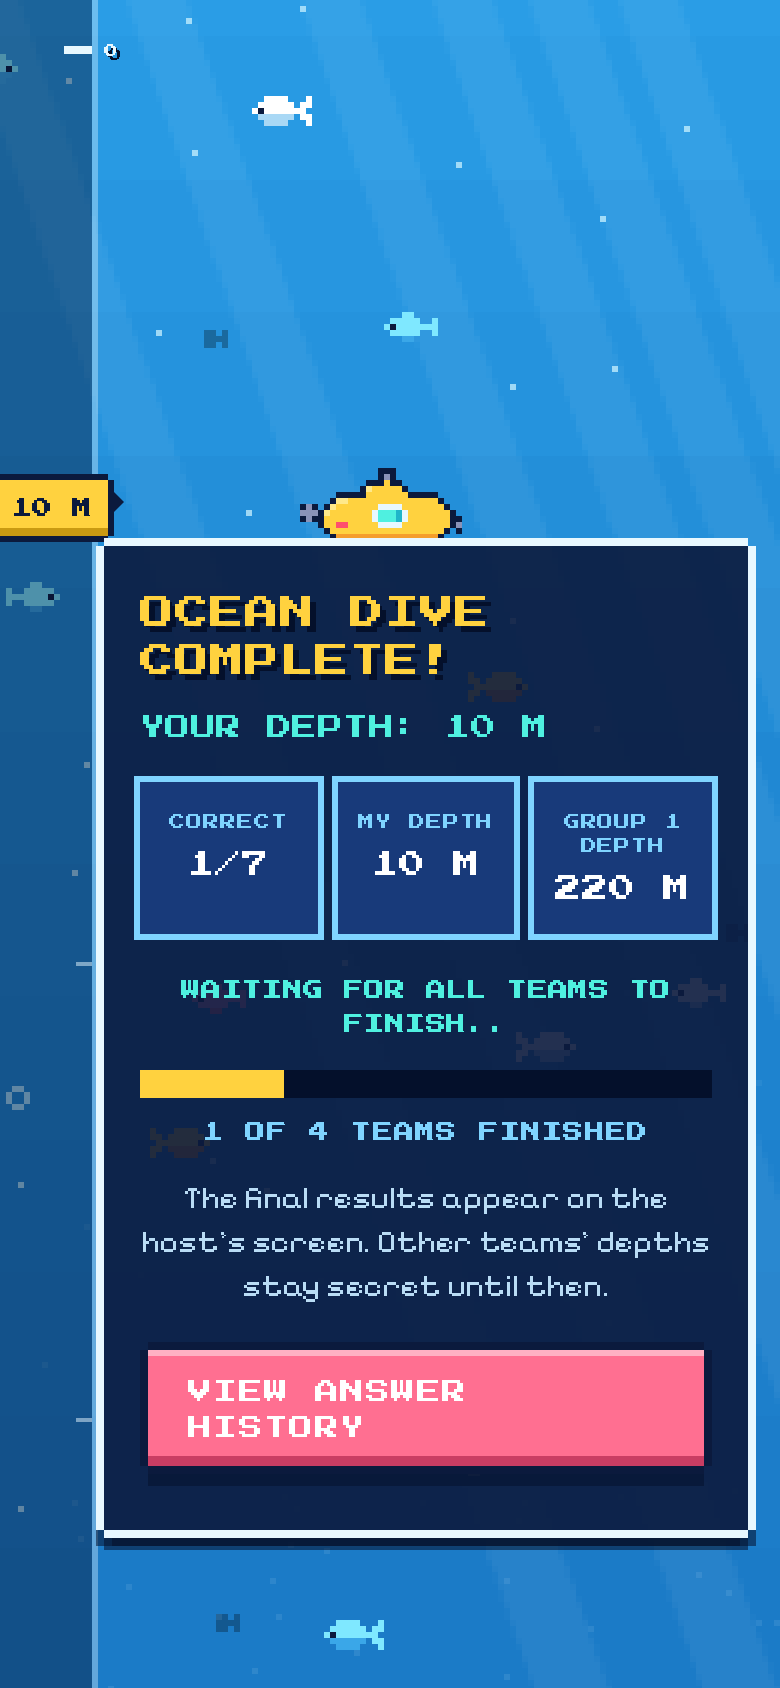 0
10 M
OCEAN DIVE
COMPLETE!
YOUR DEPTH: 10 M
CORRECT
1/7
MY DEPTH
10 M
GROUP 1
DEPTH
220 M
WAITING FOR ALL TEAMS TO
FINISH..
1 OF 4 TEAMS FINISHED
The final results appear on the
host's screen. Other teams' depths
stay secret until then.
VIEW ANSWER
HISTORY